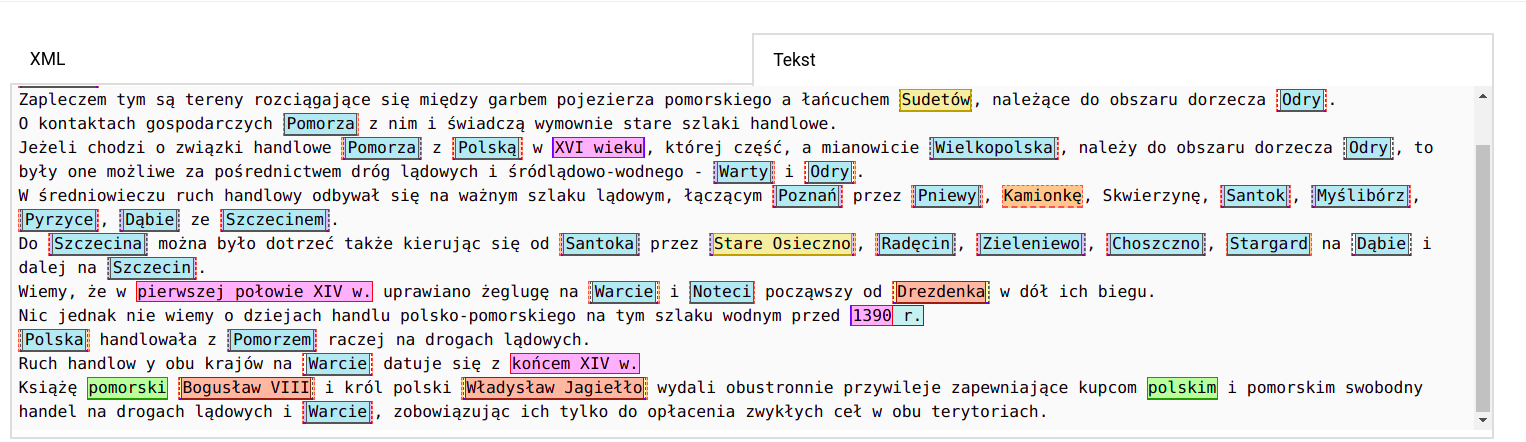 XML
Tekst
Zapleczem tym są tereny rozciągające się między garbem pojezierza pomorskiego a łańcuchem Sudetów, należące do obszaru dorzecza Odry.
O kontaktach gospodarczych Pomorza z nim i świadczą wymownie stare szlaki handlowe.
Jeżeli chodzi o związki handlowe Pomorza z Polską w XVI wieku, której część, a mianowicie Wielkopolska, należy do obszaru dorzecza Odry, to
były one możliwe za pośrednictwem dróg lądowych i śródlądowo-wodnego - Warty i Odry.
W średniowieczu ruch handlowy odbywał się na ważnym szlaku lądowym, łączącym Poznań przez Pniewy, Kamionkę, Skwierzynę, Santok, Myślibórz,
Pyrzyce, Dąbie ze Szczecinem.
Do Szczecina można było dotrzeć także kierując się od Santoka przez Stare Osieczno, Radęcin, Zieleniewo, Choszczno, Stargard na Dąbie i
dalej na Szczecin.
Wiemy, że w pierwszej połowie XIV w. uprawiano żeglugę na Warcie i Noteci począwszy od Drezdenka w dół ich biegu.
Nic jednak nie wiemy o dziejach handlu polsko-pomorskiego na tym szlaku wodnym przed 1390 r.
Polska handlowała z Pomorzem raczej na drogach lądowych.
Ruch handlow y obu krajów na Warcie datuje się z końcem XIV w.
Książę pomorski Bogusław VIII i król polski Władysław Jagiełło wydali obustronnie przywileje zapewniające kupcom polskim i pomorskim swobodny
handel na drogach lądowych i Warcie, zobowiązując ich tylko do opłacenia zwykłych ceł w obu terytoriach.